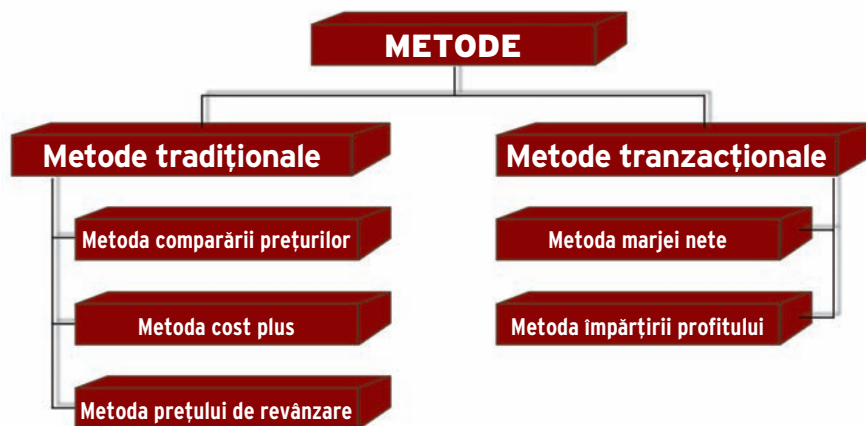 METODE
Metode tradiționale
Metoda comparării prețurilor
Metoda cost plus
Metoda prețului de revânzare
Metode tranzacționale
Metoda marjei nete
Metoda împărțirii profitului